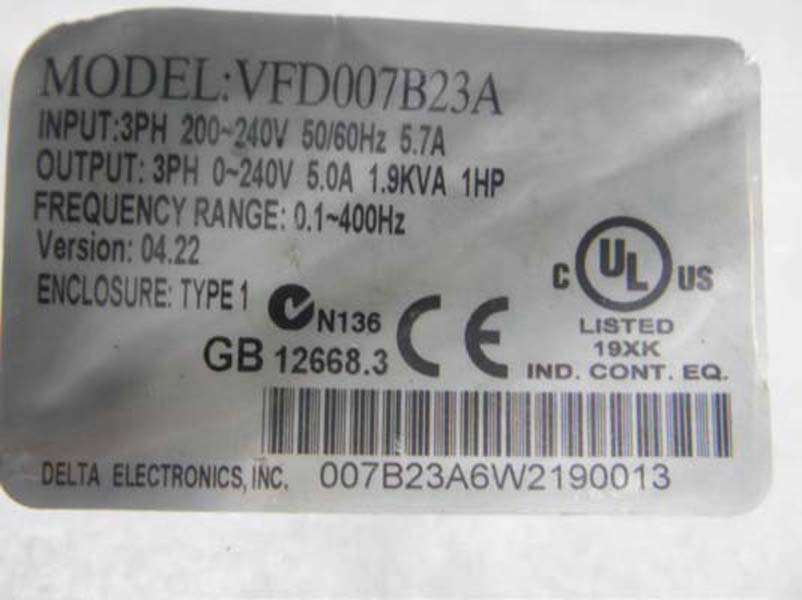 MODEL:VFD007B23A
INPUT:3PH 200~240V 50/60Hz 5.7A
OUTPUT: 3PH 0~240V 5.0A 1.9KVA 1HP
FREQUENCY RANGE: 0.1~400Hz
Version: 04.22
ENCLOSURE: TYPE 1
N136
GB 12668.3
CE
C UL US
LISTED
19XK
IND. CONT. EQ.
DELTA ELECTRONICS, INC. 007B23A6W2190013